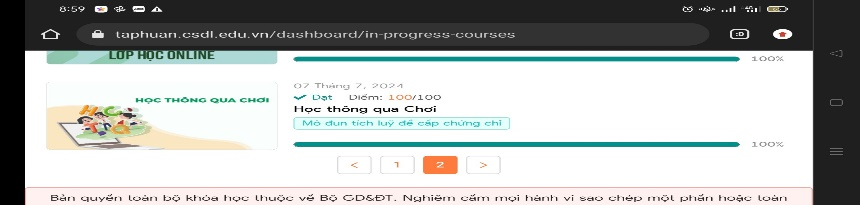 8:59
taphuan.csdl.edu.vn/dashboard/in-progress-courses
LỚP HỌC ONLINE
100%
HỌC THÔNG QUA CHƠI
07 Tháng 7, 2024
Đạt Điểm: 100/100
Học thông qua Chơi
Mô đun tích luỹ để cấp chứng chỉ
100%
< 1 2 >
Bản quyền toàn bộ khóa học thuộc về Bộ GD&ĐT. Nghiêm cấm mọi hành vi sao chép một phần hoặc toàn